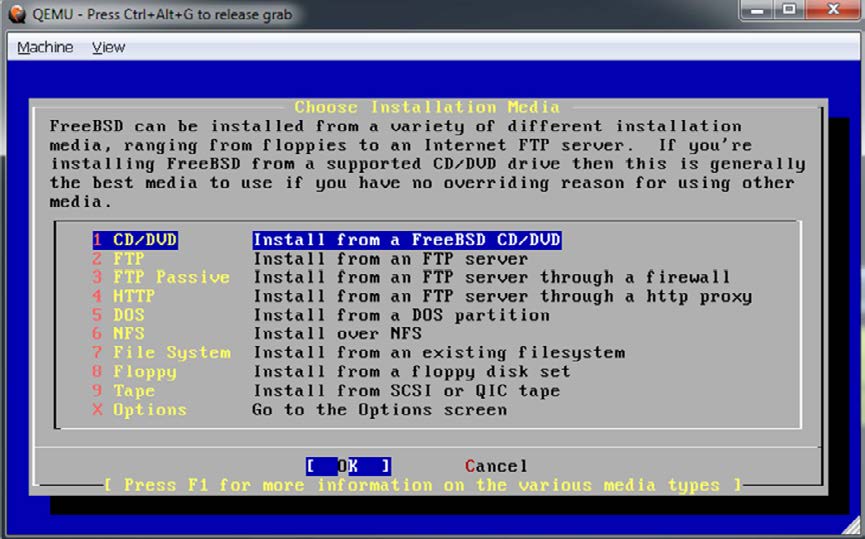 QEMU - Press Ctrl+Alt+G to release grab
Machine View
Choose Installation Media
FreeBSD can be installed from a variety of different installation
media, ranging from floppies to an Internet FTP server. If you're
installing FreeBSD from a supported CD/DVD drive then this is generally
the best media to use if you have no overriding reason for using other
media.
1 CD/DVD Install from a FreeBSD CD/DVD
2 FTP Install from an FTP server
3 FTP Passive Install from an FTP server through a firewall
4 HTTP Install from an FTP server through a http proxy
5 DOS Install from a DOS partition
6 NFS Install over NFS
7 File System Install from an existing filesystem
8 Floppy Install from a floppy disk set
9 Tape Install from SCSI or QIC tape
X Options Go to the Options screen
[ OK ] Cancel
[ Press F1 for more information on the various media types ]